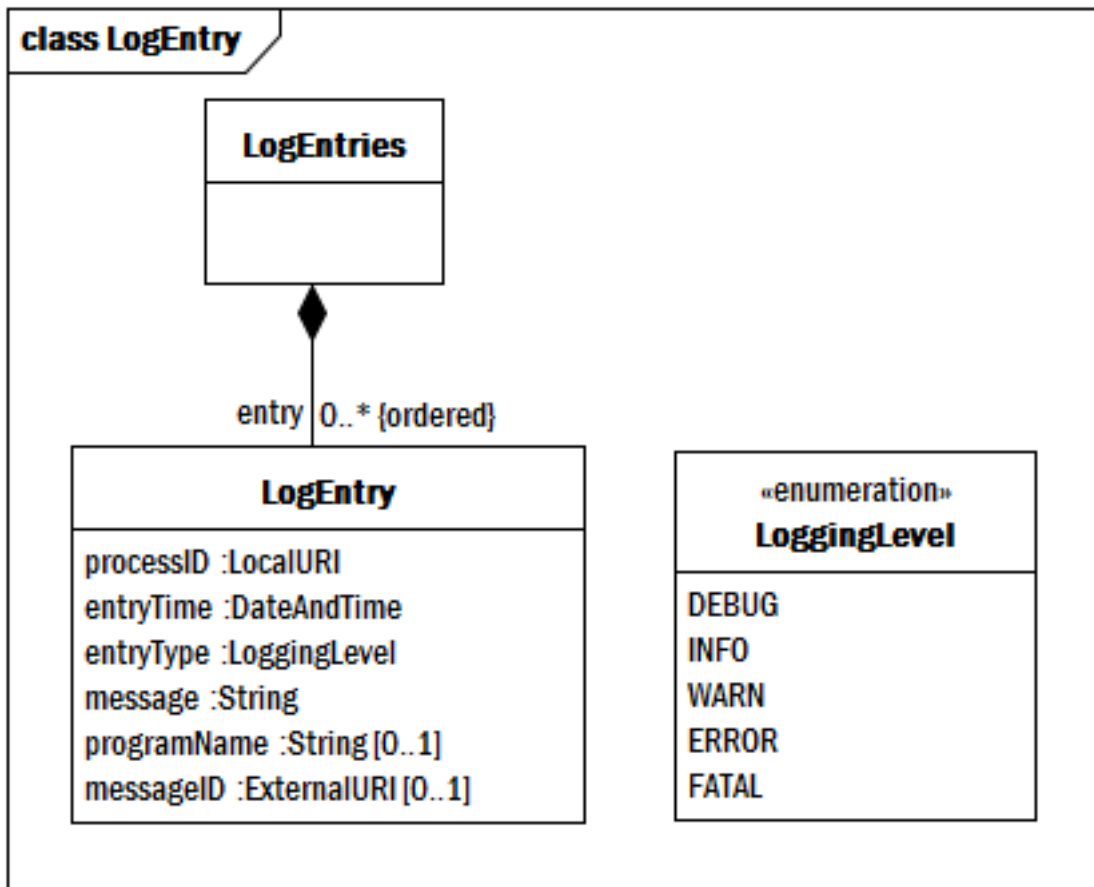 class LogEntry
LogEntries
entry 0..* {ordered}
LogEntry
processID :LocalURI
entryTime :DateAndTime
entryType :LoggingLevel
message :String
programName :String [0..1]
messageID :ExternalURI [0..1]
«enumeration»
LoggingLevel
DEBUG
INFO
WARN
ERROR
FATAL